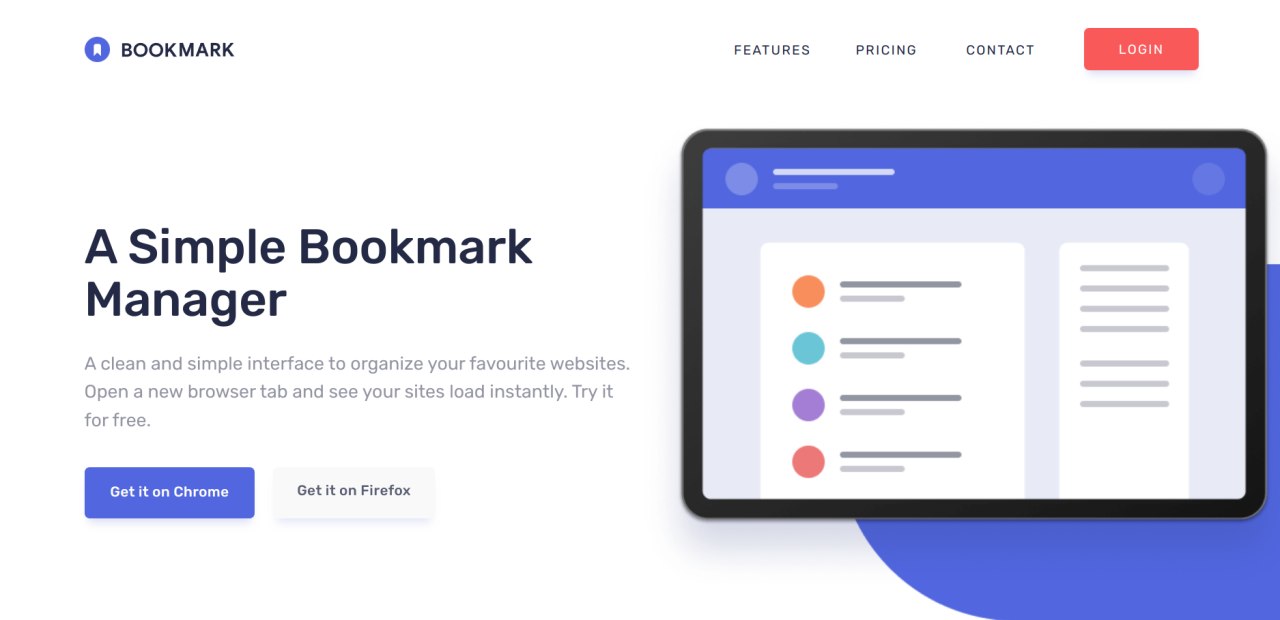 BOOKMARK
FEATURES
PRICING
CONTACT
LOGIN
A Simple Bookmark
Manager
A clean and simple interface to organize your favourite websites.
Open a new browser tab and see your sites load instantly. Try it
for free.
Get it on Chrome
Get it on Firefox